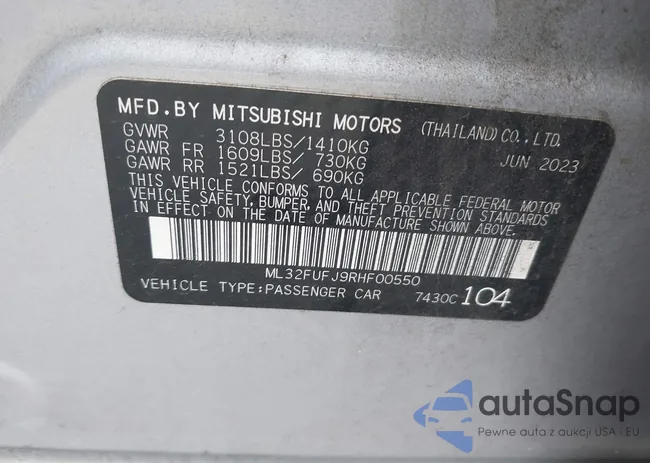 MFD.BY MITSUBISHI MOTORS (THAILAND) CO., LTD.
GVWR 3108LBS/1410KG JUN 2023
GAWR FR 1609LBS/ 730KG
GAWR RR 1521LBS/ 690KG
THIS VEHICLE CONFORMS TO ALL APPLICABLE FEDERAL MOTOR
VEHICLE SAFETY, BUMPER, AND THEFT PREVENTION STANDARDS
IN EFFECT ON THE DATE OF MANUFACTURE SHOWN ABOVE.
ML32FUFJ9RHF00550
VEHICLE TYPE:PASSENGER CAR 7430C 104
autoSnap
Pewne auta z aukcji USA i EU